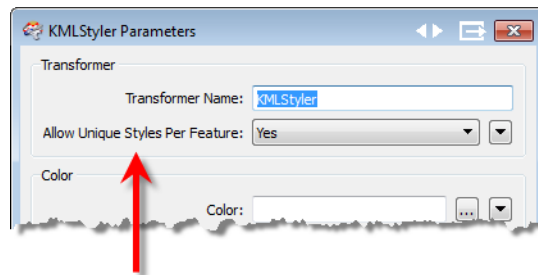 KMLStyler Parameters
Transformer
Transformer Name: KMLStyler
Allow Unique Styles Per Feature: Yes
Color
Color: ...